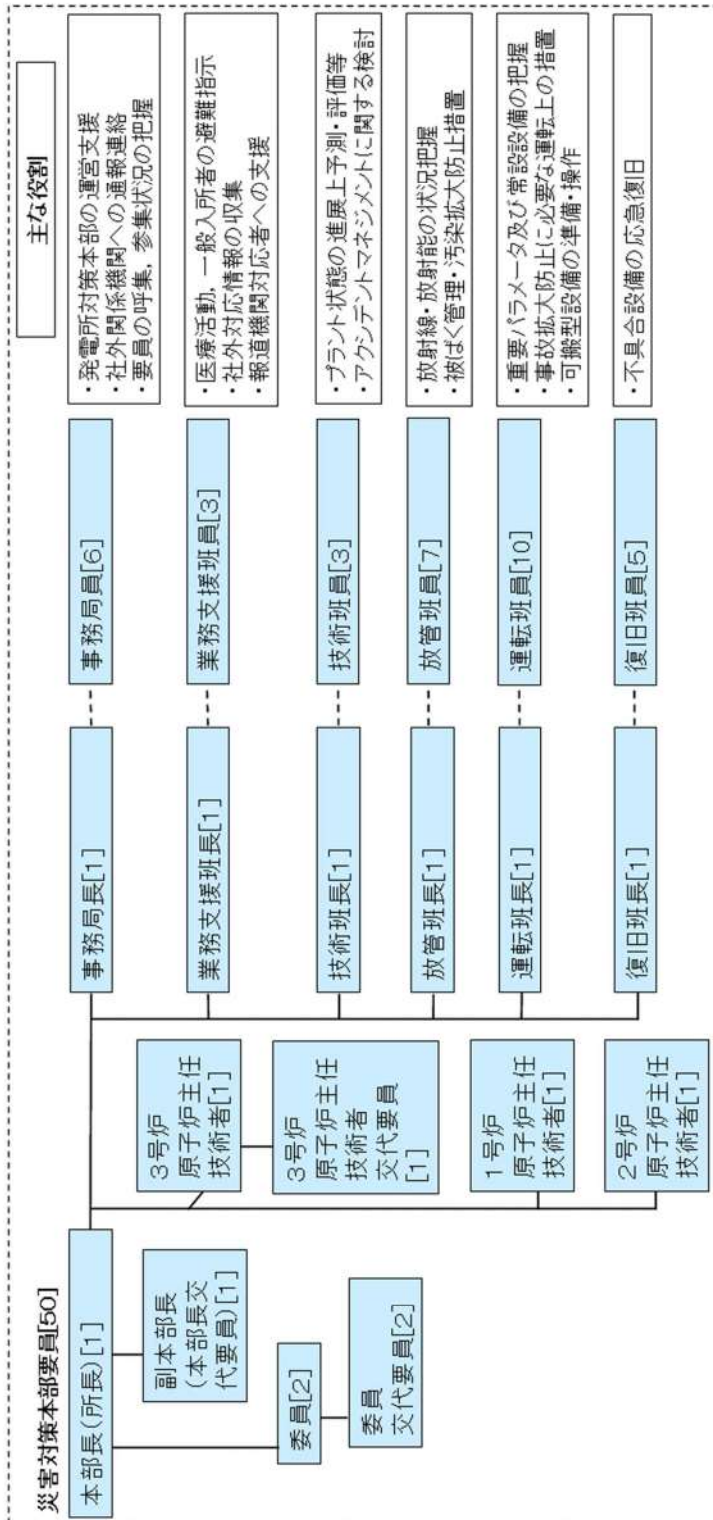 災害対策本部要員[50]
本部長(所長)[1]
副本部長
(本部長交
代要員)[1]
委員[2]
委員
交代要員[2]
3号炉
原子炉主任
技術者[1]
3号炉
原子炉主任
技術者
交代要員
[1]
1号炉
原子炉主任
技術者[1]
2号炉
原子炉主任
技術者[1]
主な役割
事務局長[1]
事務局員[6]
・発電所対策本部の運営支援
・社外関係機関への通報連絡
・要員の呼集，参集状況の把握
業務支援班長[1]
業務支援班員[3]
・医療活動，一般入所者の避難指示
・社外対応情報の収集
・報道機関対応者への支援
技術班長[1]
技術班員[3]
・プラント状態の進展上予測・評価等
・アクシデントマネジメントに関する検討
放管班長[1]
放管班員[7]
・放射線・放射能の状況把握
・被ばく管理・汚染拡大防止措置
運転班長[1]
運転班員[10]
・重要パラメータ及び常設設備の把握
・事故拡大防止に必要な運転上の措置
・可搬型設備の準備・操作
復旧班長[1]
復旧班員[5]
・不具合設備の応急復旧